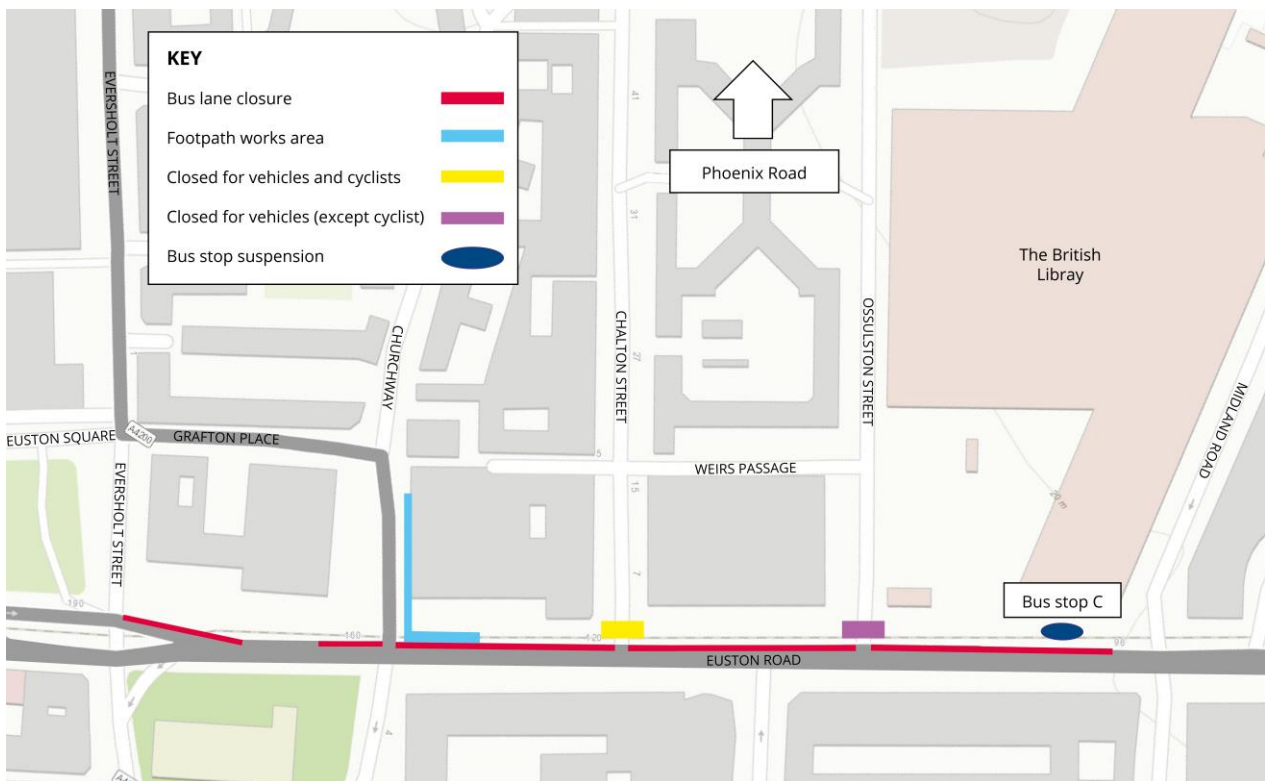 KEY
Bus lane closure
Footpath works area
Closed for vehicles and cyclists
Closed for vehicles (except cyclist)
Bus stop suspension
EVERSHOLT STREET
41
Phoenix Road
31
The British
Libray
OSSULSTON STREET
CHALTON STREET
27
CHURCHWAY
1
MIDLAND ROAD
A4200
EUSTON SQUARE
GRAFTON PLACE
5
WEIRS PASSAGE
15
20 m
EVERSHOLT STREET
7
190
Bus stop C
160
120
98
EUSTON ROAD
4